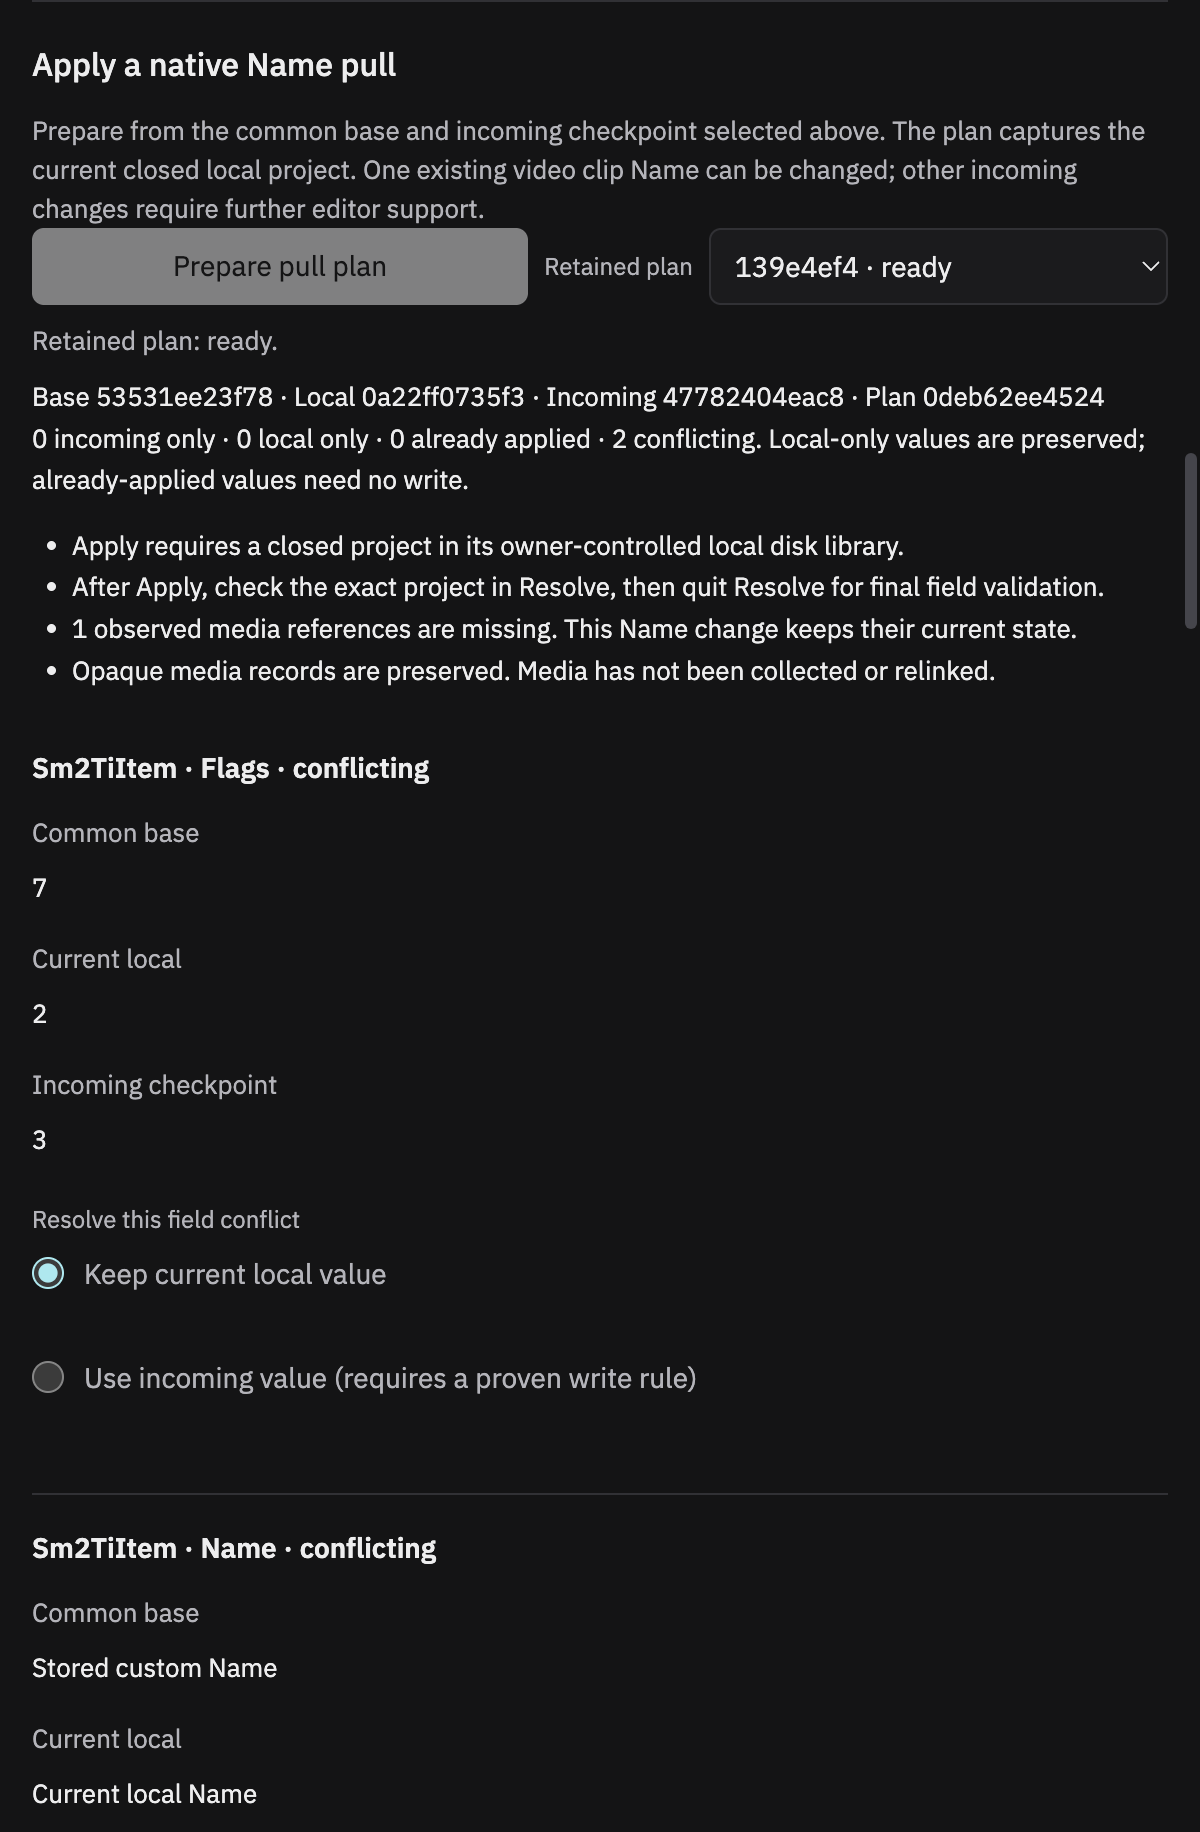 Apply a native Name pull
Prepare from the common base and incoming checkpoint selected above. The plan captures the
current closed local project. One existing video clip Name can be changed; other incoming
changes require further editor support.
Prepare pull plan
Retained plan
139e4ef4 · ready
Retained plan: ready.
Base 53531ee23f78 · Local 0a22ff0735f3 · Incoming 47782404eac8 · Plan 0deb62ee4524
0 incoming only · 0 local only · 0 already applied · 2 conflicting. Local-only values are preserved;
already-applied values need no write.
• Apply requires a closed project in its owner-controlled local disk library.
• After Apply, check the exact project in Resolve, then quit Resolve for final field validation.
• 1 observed media references are missing. This Name change keeps their current state.
• Opaque media records are preserved. Media has not been collected or relinked.
Sm2TiItem · Flags · conflicting
Common base
7
Current local
2
Incoming checkpoint
3
Resolve this field conflict
Keep current local value
Use incoming value (requires a proven write rule)
Sm2TiItem · Name · conflicting
Common base
Stored custom Name
Current local
Current local Name